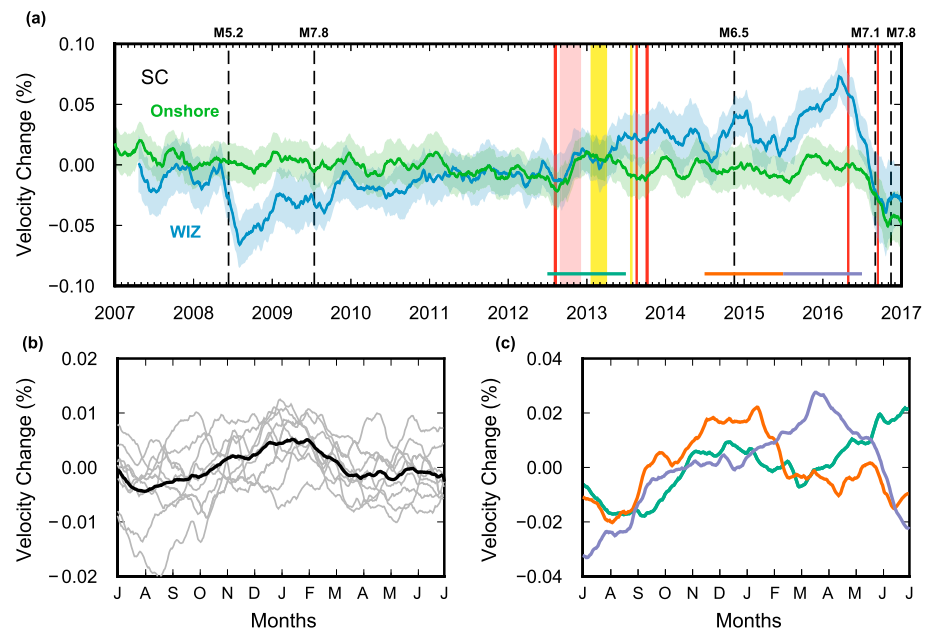 (a)
M5.2 M7.8 M6.5 M7.1 M7.8
0.10
0.05
0.00
−0.05
−0.10
Velocity Change (%)
SC
Onshore
WIZ
2007 2008 2009 2010 2011 2012 2013 2014 2015 2016 2017
(b)
0.02
0.01
0.00
−0.01
−0.02
Velocity Change (%)
J A S O N D J F M A M J J
Months
(c)
0.04
0.02
0.00
−0.02
−0.04
Velocity Change (%)
J A S O N D J F M A M J J
Months